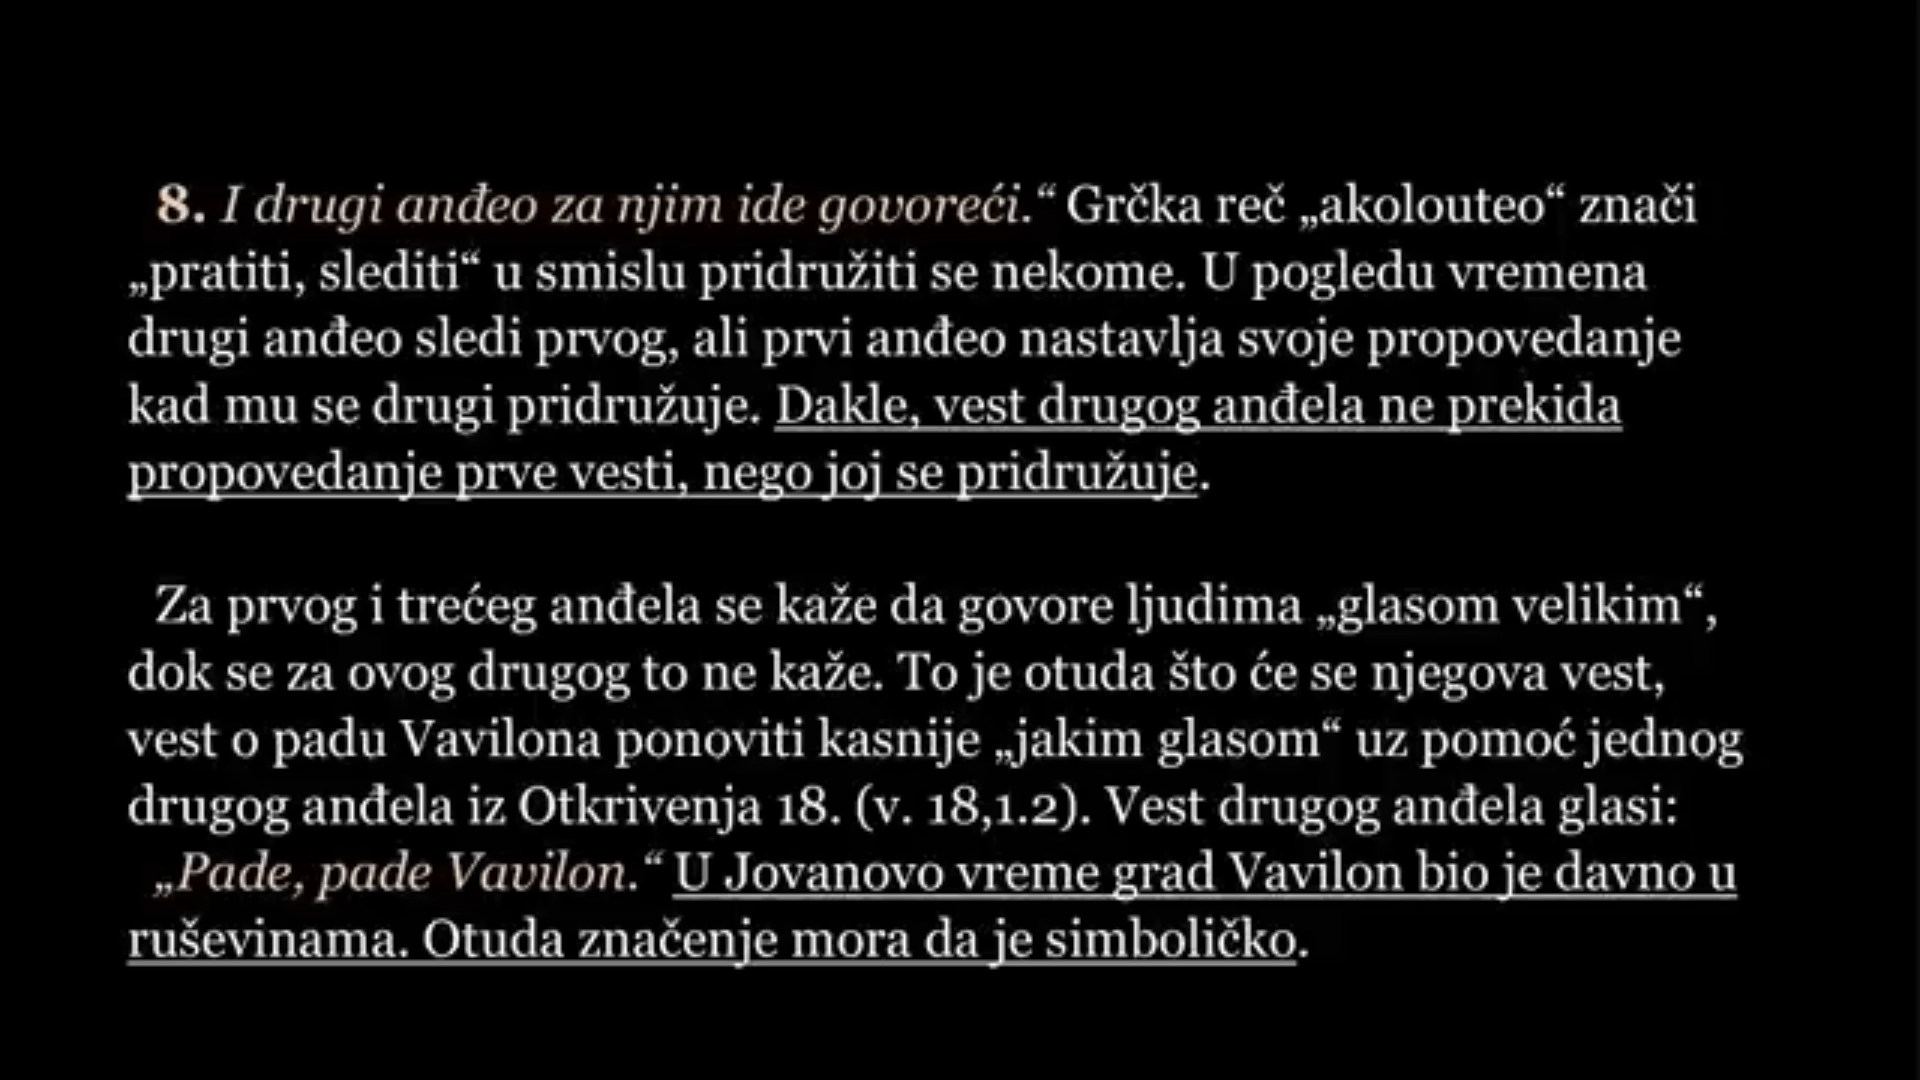 8. I drugi anđeo za njim ide govoreći.“ Grčka reč „akolouteo“ znači
„pratiti, slediti“ u smislu pridružiti se nekome. U pogledu vremena
drugi anđeo sledi prvog, ali prvi anđeo nastavlja svoje propovedanje
kad mu se drugi pridružuje. Dakle, vest drugog anđela ne prekida
propovedanje prve vesti, nego joj se pridružuje.
Za prvog i trećeg anđela se kaže da govore ljudima „glasom velikim“,
dok se za ovog drugog to ne kaže. To je otuda što će se njegova vest,
vest o padu Vavilona ponoviti kasnije „jakim glasom“ uz pomoć jednog
drugog anđela iz Otkrivenja 18. (v. 18,1.2). Vest drugog anđela glasi:
„Pade, pade Vavilon.“ U Jovanovo vreme grad Vavilon bio je davno u
ruševinama. Otuda značenje mora da je simboličko.